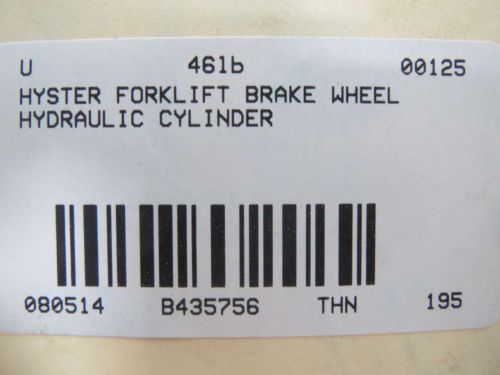 U 461b 00125
HYSTER FORKLIFT BRAKE WHEEL
HYDRAULIC CYLINDER
080514 B435756 THN 195